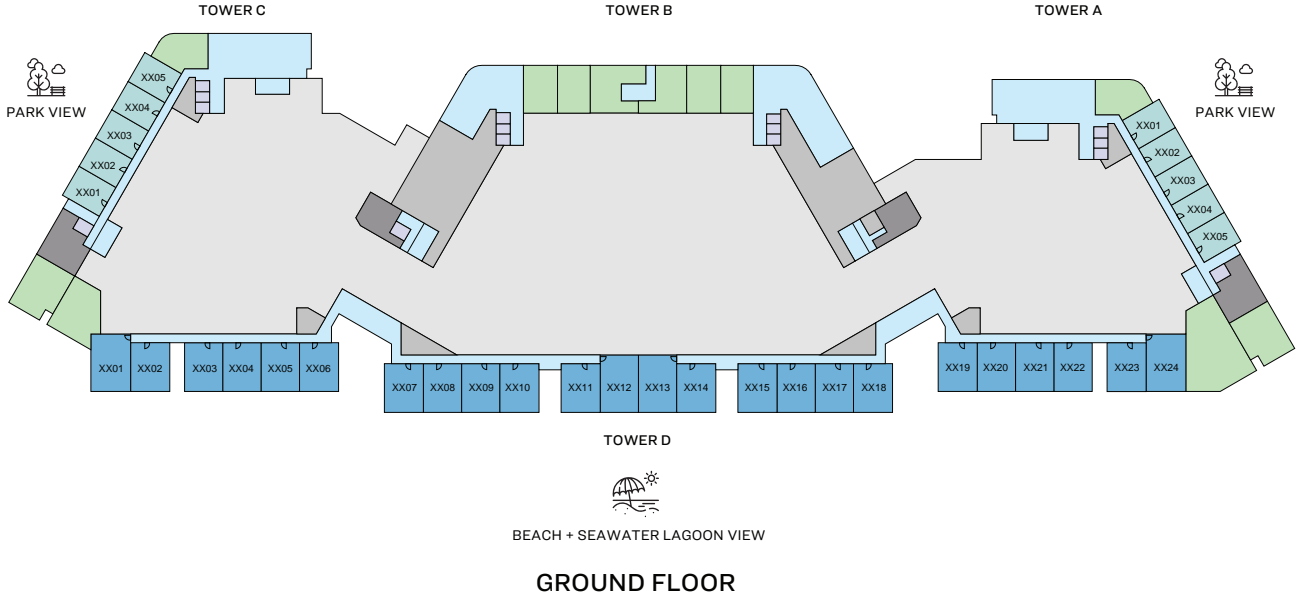 TOWER C
TOWER B
TOWER A
PARK VIEW
PARK VIEW
XX05
XX04
XX03
XX02
XX01
XX01
XX02
XX03
XX04
XX05
XX01
XX02
XX03
XX04
XX05
XX06
XX07
XX08
XX09
XX10
XX11
XX12
XX13
XX14
XX15
XX16
XX17
XX18
XX19
XX20
XX21
XX22
XX23
XX24
TOWER D
BEACH + SEAWATER LAGOON VIEW
GROUND FLOOR